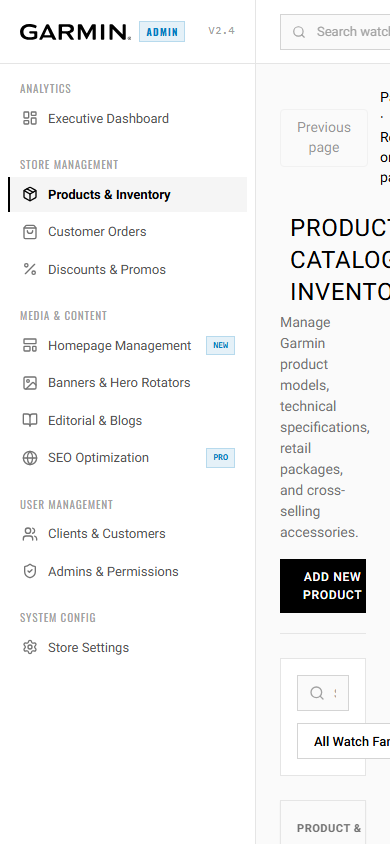 GARMIN. ADMIN V2.4
Search watch
ANALYTICS
Executive Dashboard
STORE MANAGEMENT
Products & Inventory
Customer Orders
Discounts & Promos
MEDIA & CONTENT
Homepage Management NEW
Banners & Hero Rotators
Editorial & Blogs
SEO Optimization PRO
USER MANAGEMENT
Clients & Customers
Admins & Permissions
SYSTEM CONFIG
Store Settings
Previous
page
·
PRODUCT
CATALOG
INVENTO
Manage
Garmin
product
models,
technical
specifications,
retail
packages,
and cross-
selling
accessories.
ADD NEW
PRODUCT
All Watch Fam
PRODUCT &